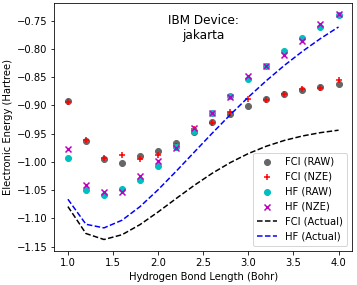 IBM Device:
jakarta
Electronic Energy (Hartree)
−0.75
−0.80
−0.85
−0.90
−0.95
−1.00
−1.05
−1.10
−1.15
FCI (RAW)
FCI (NZE)
HF (RAW)
HF (NZE)
FCI (Actual)
HF (Actual)
1.0 1.5 2.0 2.5 3.0 3.5 4.0
Hydrogen Bond Length (Bohr)